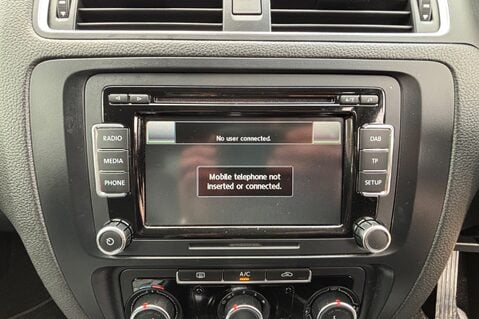 No user connected.
RADIO
DAB
MEDIA
TP
Mobile telephone not
inserted or connected.
PHONE
SETUP
A/C